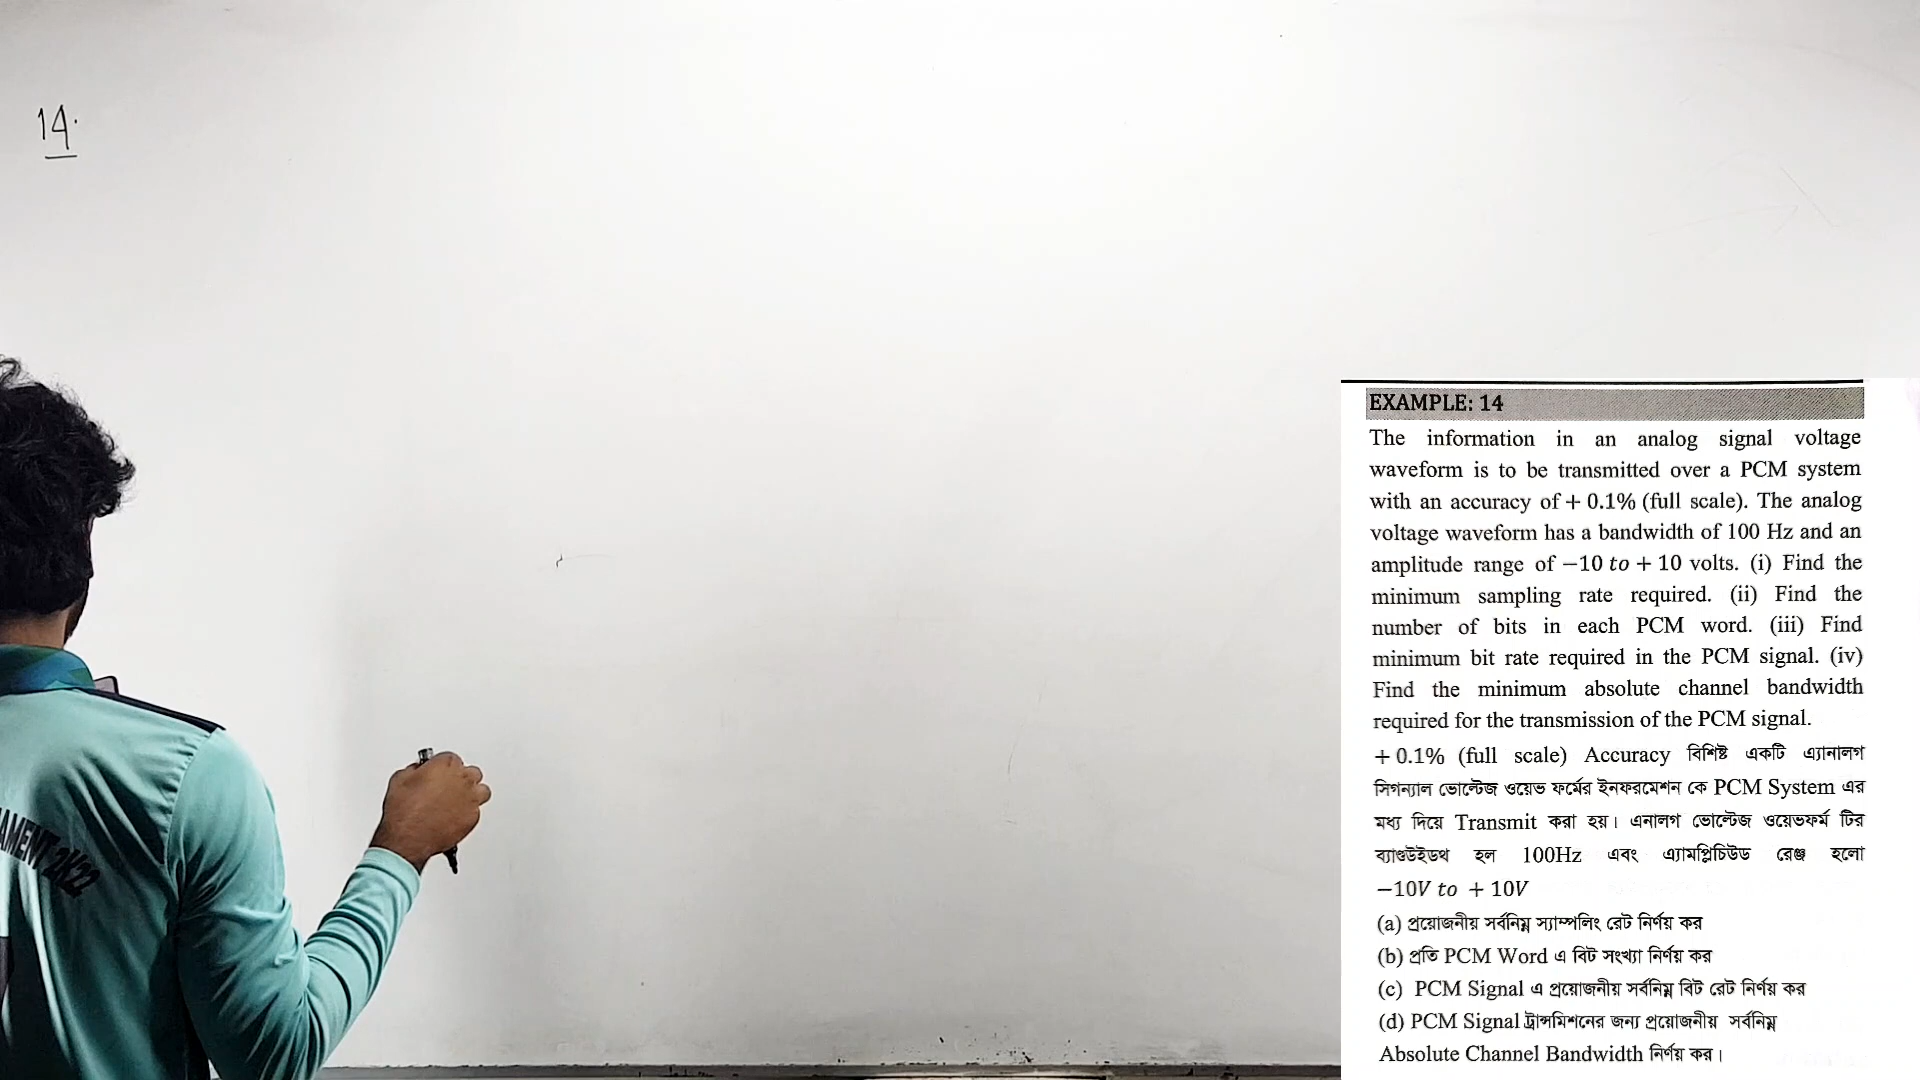 14.
EXAMPLE: 14
The information in an analog signal voltage
waveform is to be transmitted over a PCM system
with an accuracy of + 0.1% (full scale). The analog
voltage waveform has a bandwidth of 100 Hz and an
amplitude range of −10 to + 10 volts. (i) Find the
minimum sampling rate required. (ii) Find the
number of bits in each PCM word. (iii) Find
minimum bit rate required in the PCM signal. (iv)
Find the minimum absolute channel bandwidth
required for the transmission of the PCM signal.
+ 0.1% (full scale) Accuracy বিশিষ্ট একটি এ্যানালগ
সিগন্যাল ভোল্টেজ ওয়েভ ফর্মের ইনফরমেশন কে PCM System এর
মধ্য দিয়ে Transmit করা হয়। এনালগ ভোল্টেজ ওয়েভফর্ম টির
ব্যাণ্ডউইডথ হল 100Hz এবং এ্যামপ্লিচিউড রেঞ্জ হলো
−10V to + 10V
(a) প্রয়োজনীয় সর্বনিম্ন স্যাম্পলিং রেট নির্ণয় কর
(b) প্রতি PCM Word এ বিট সংখ্যা নির্ণয় কর
(c) PCM Signal এ প্রয়োজনীয় সর্বনিম্ন বিট রেট নির্ণয় কর
(d) PCM Signal ট্রান্সমিশনের জন্য প্রয়োজনীয় সর্বনিম্ন
Absolute Channel Bandwidth নির্ণয় কর।
AMENT 2K22